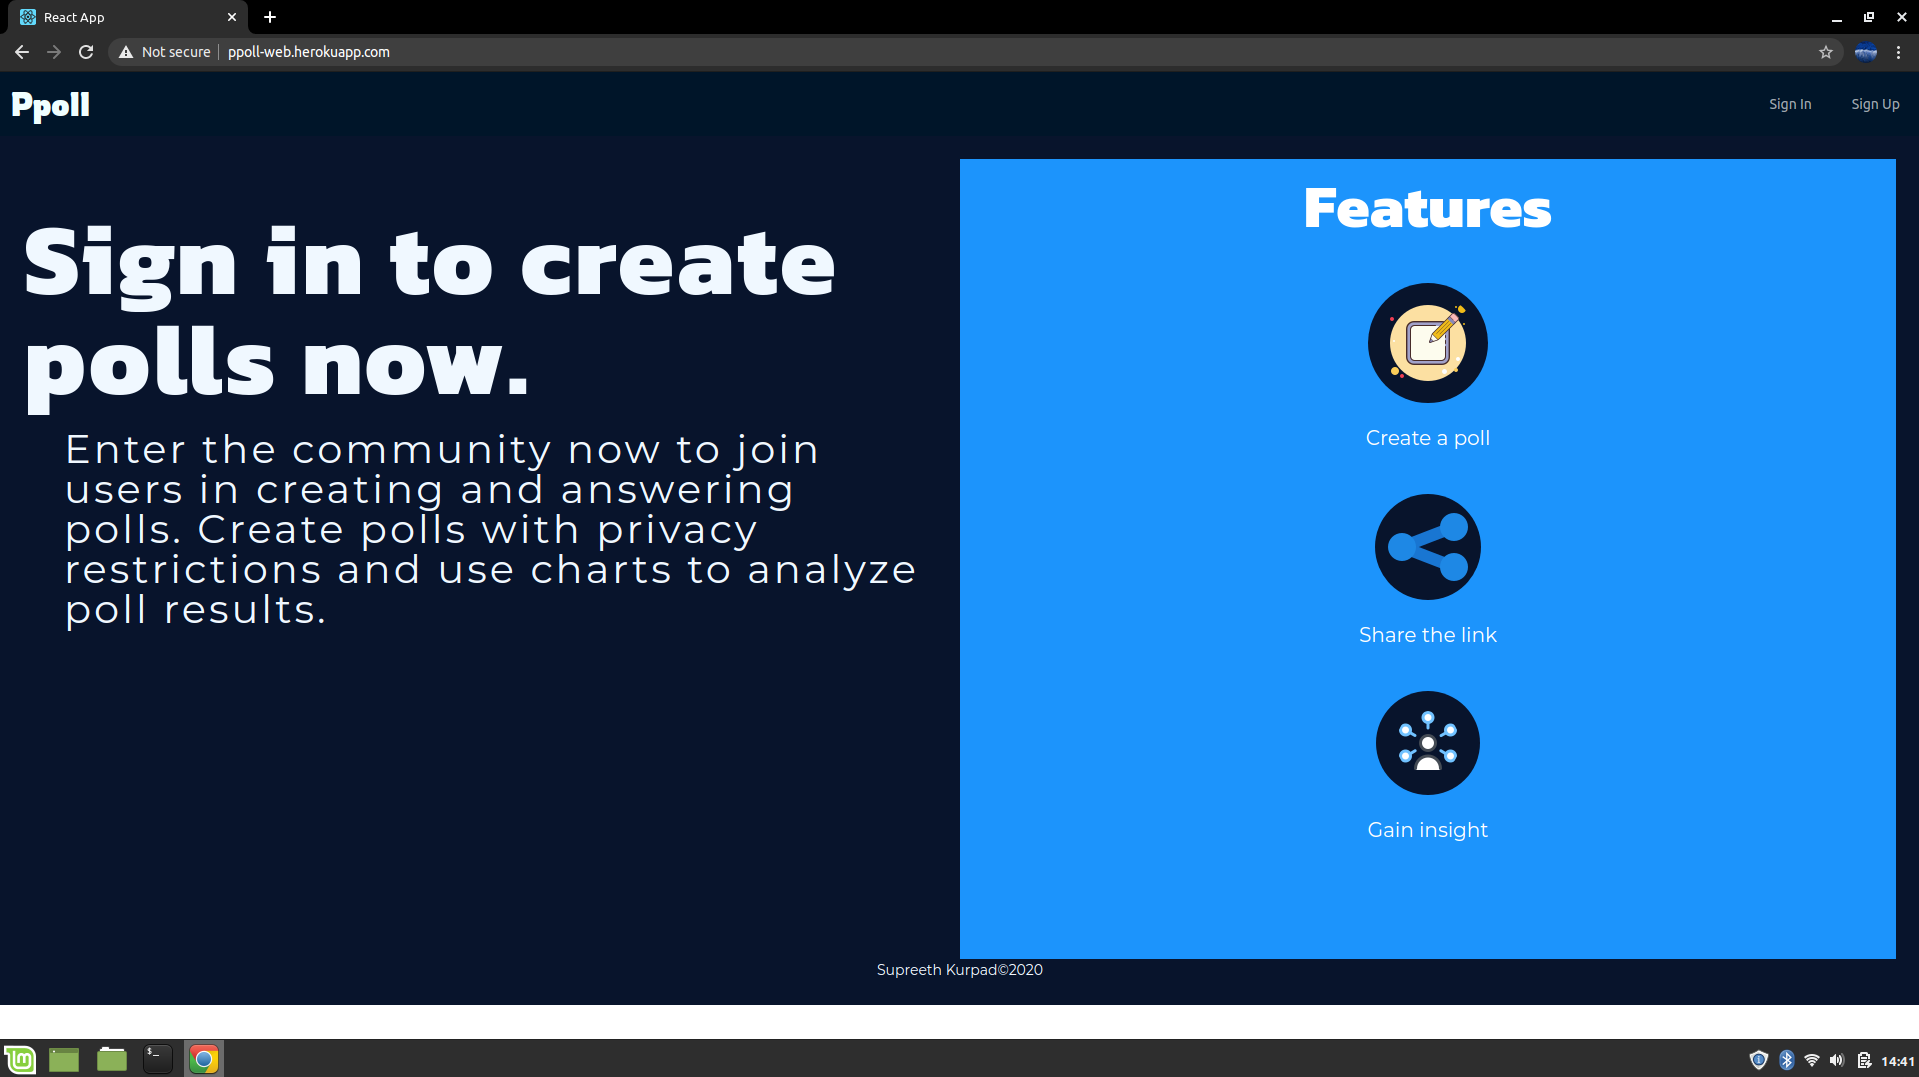 React App
Not secure
ppoll-web.herokuapp.com
Ppoll
Sign In
Sign Up
Sign in to create
polls now.
Enter the community now to join
users in creating and answering
polls. Create polls with privacy
restrictions and use charts to analyze
poll results.
Features
Create a poll
Share the link
Gain insight
Supreeth Kurpad©2020
$_
14:41